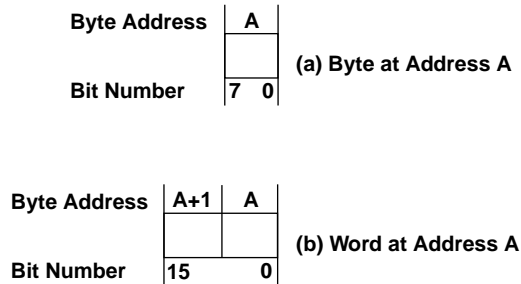 Byte Address A
(a) Byte at Address A
Bit Number 7 0
Byte Address A+1 A
(b) Word at Address A
Bit Number 15 0